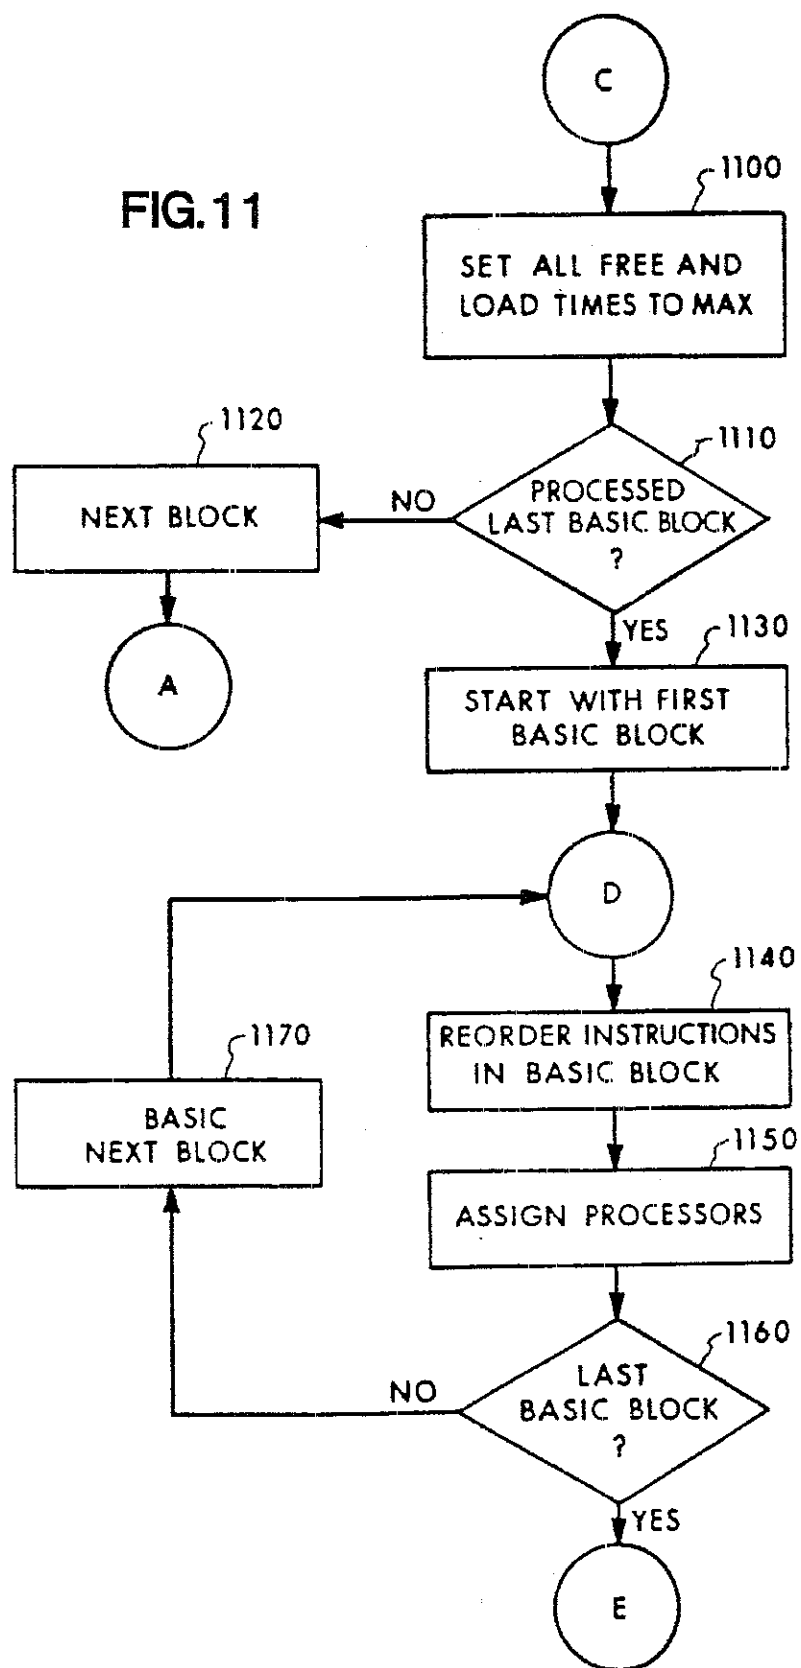 C
FIG.11
1100
SET ALL FREE AND
LOAD TIMES TO MAX
1120
NEXT BLOCK
NO
1110
PROCESSED
LAST BASIC BLOCK
?
A
YES
1130
START WITH FIRST
BASIC BLOCK
D
1140
REORDER INSTRUCTIONS
IN BASIC BLOCK
1170
BASIC
NEXT BLOCK
1150
ASSIGN PROCESSORS
1160
LAST
BASIC BLOCK
?
NO
YES
E